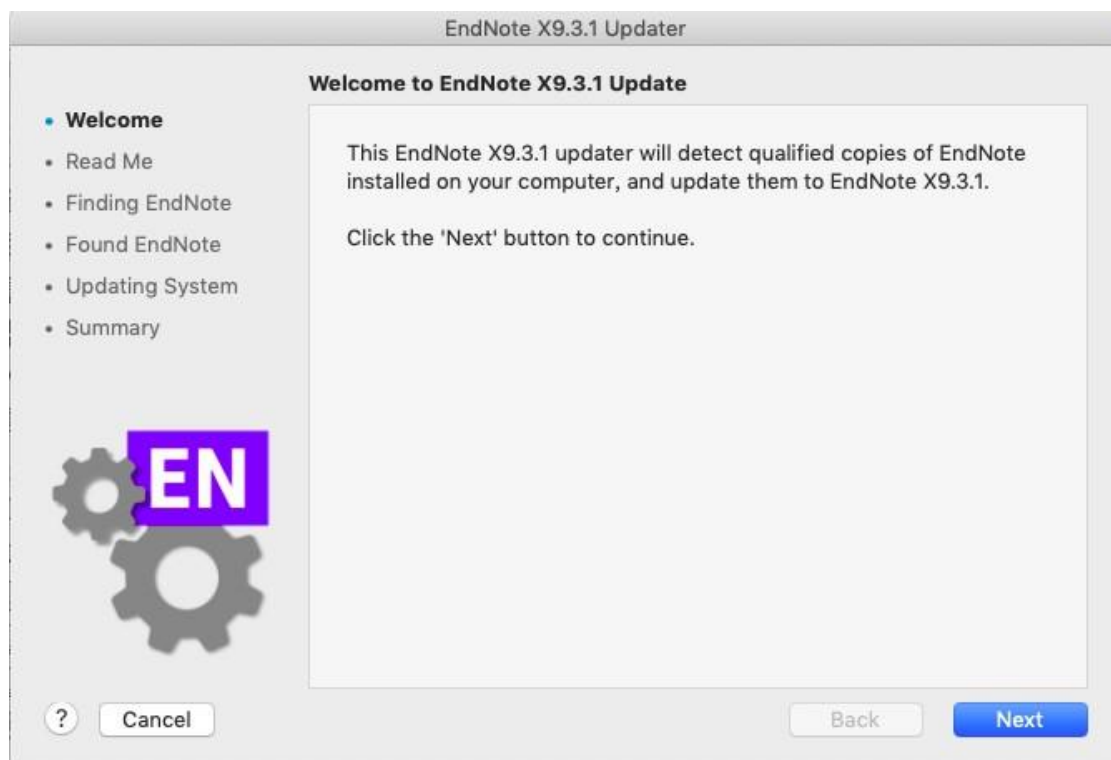 EndNote X9.3.1 Updater
Welcome to EndNote X9.3.1 Update
Welcome
Read Me
Finding EndNote
Found EndNote
Updating System
Summary
This EndNote X9.3.1 updater will detect qualified copies of EndNote
installed on your computer, and update them to EndNote X9.3.1.
Click the 'Next' button to continue.
EN
?
Cancel
Back
Next